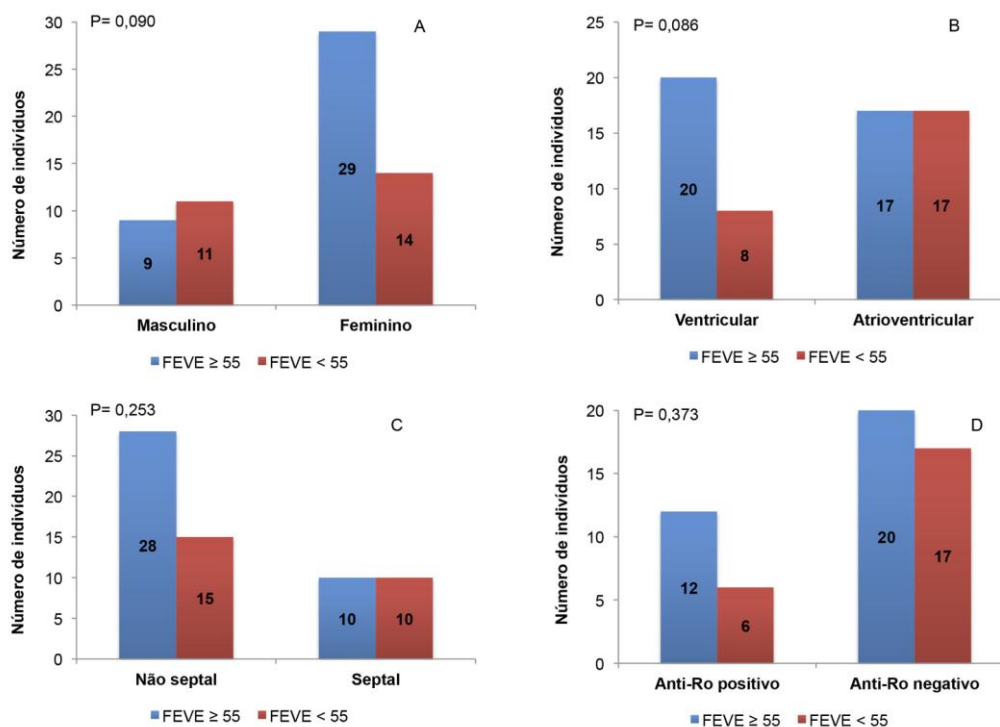 P= 0,090
A
Número de indivíduos
30
25
20
15
10
5
0
9
11
29
14
Masculino
Feminino
FEVE ≥ 55 FEVE < 55
P= 0,086
B
Número de indivíduos
25
20
15
10
5
0
20
8
17
17
Ventricular
Atrioventricular
FEVE ≥ 55 FEVE < 55
P= 0,253
C
Número de indivíduos
30
25
20
15
10
5
0
28
15
10
10
Não septal
Septal
FEVE ≥ 55 FEVE < 55
P= 0,373
D
Número de indivíduos
20
15
10
5
0
12
6
20
17
Anti-Ro positivo
Anti-Ro negativo
FEVE ≥ 55 FEVE < 55